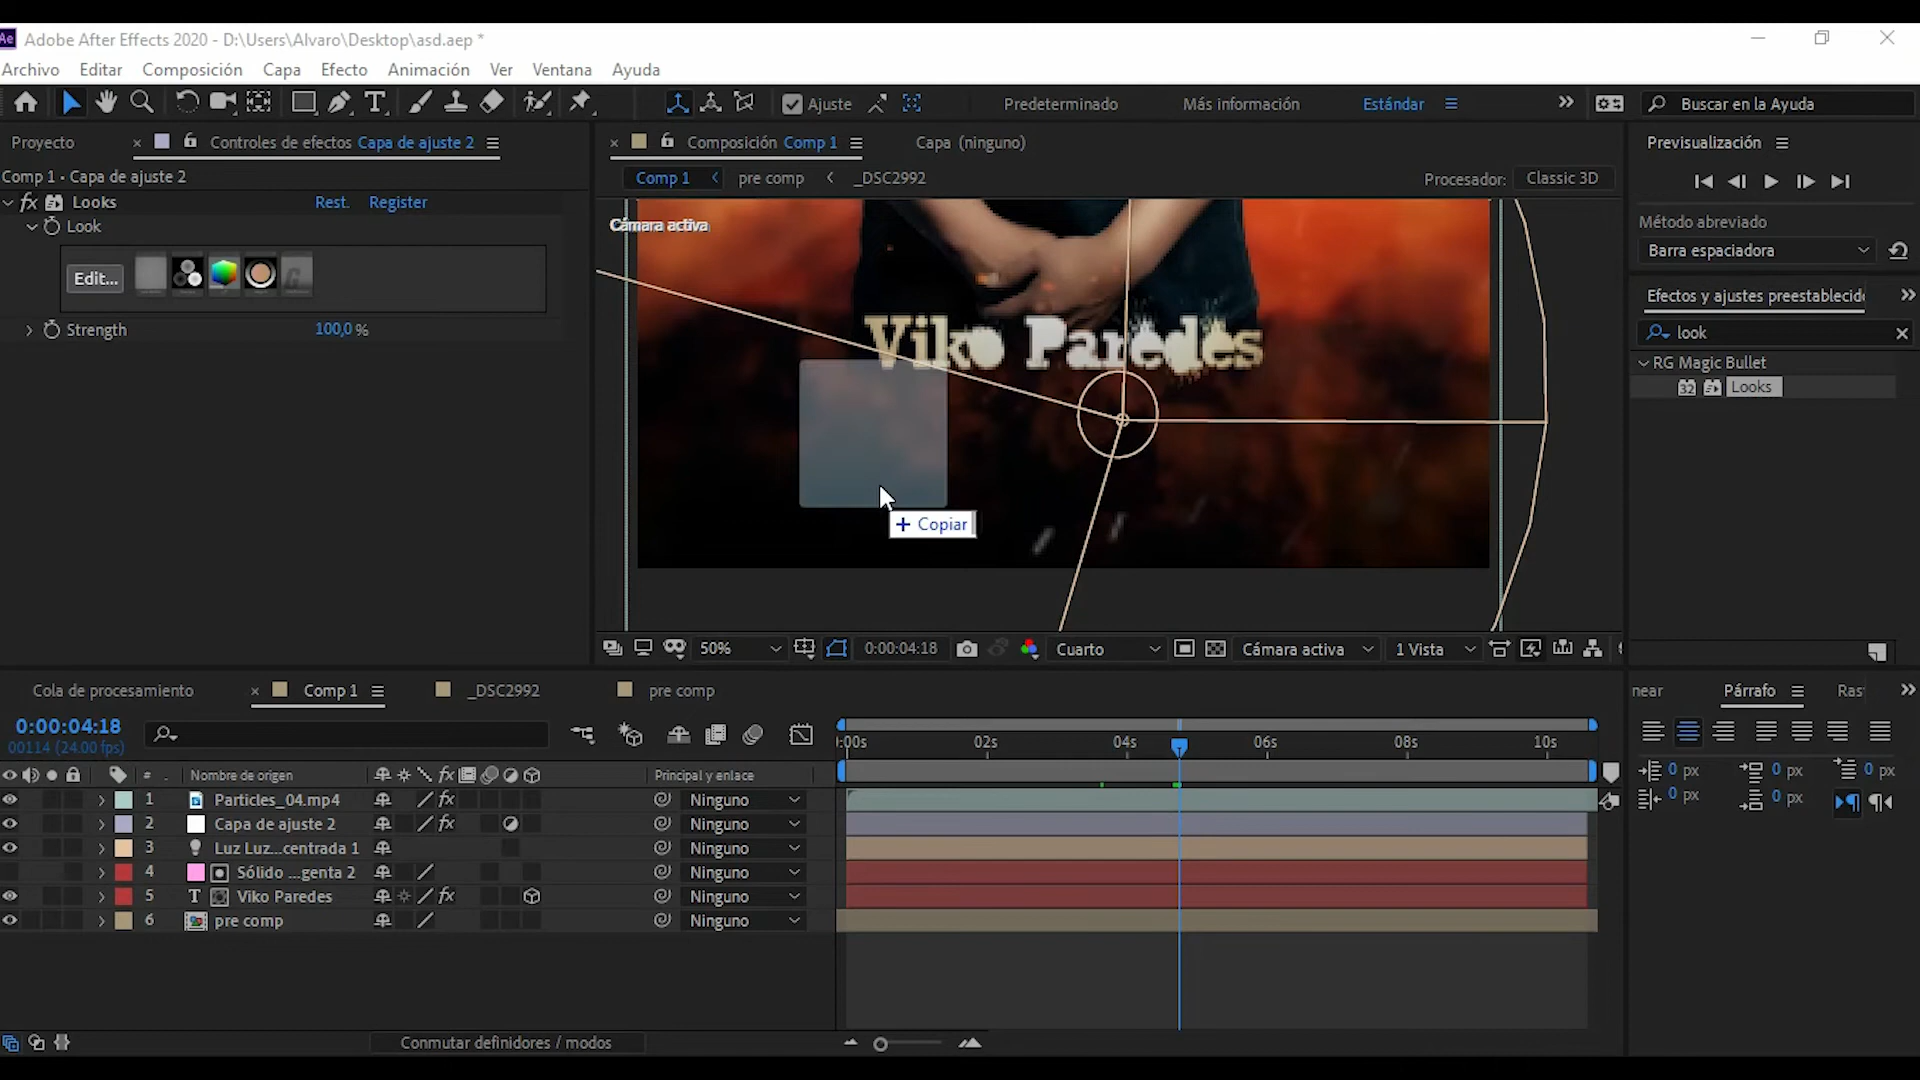 Ae Adobe After Effects 2020 - D:\Users\Alvaro\Desktop\asd.aep *
Archivo Editar Composición Capa Efecto Animación Ver Ventana Ayuda
Ajuste Predeterminado Más información Estándar Buscar en la Ayuda
Proyecto Controles de efectos Capa de ajuste 2
Composición Comp 1 Capa (ninguno)
Previsualización
Comp 1 • Capa de ajuste 2
Comp 1 pre comp _DSC2992 Procesador: Classic 3D
fx Looks Rest. Register
Look
Edit...
Strength 100,0 %
Cámara activa
Viko Paredes
Copiar
Método abreviado
Barra espaciadora
Efectos y ajustes preestablecid
look
RG Magic Bullet
32 Looks
50% 0:00:04:18 Cuarto Cámara activa 1 Vista
Cola de procesamiento Comp 1 _DSC2992 pre comp
near Párrafo Ras
0:00:04:18
00114 (24.00 fps)
:00s 02s 04s 06s 08s 10s
# Nombre de origen fx Principal y enlace
1 Particles_04.mp4 fx Ninguno
2 Capa de ajuste 2 fx Ninguno
3 Luz Luz...centrada 1 Ninguno
4 Sólido ...genta 2 Ninguno
5 T Viko Paredes fx Ninguno
6 pre comp Ninguno
0 px 0 px 0 px
0 px 0 px
Conmutar definidores / modos